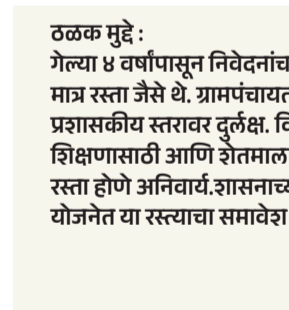 ठळक मुद्दे :
गेल्या ४ वर्षांपासून निवेदनांच
मात्र रस्ता जैसे थे. ग्रामपंचायत
प्रशासकीय स्तरावर दुर्लक्ष.
शिक्षणासाठी आणि शेतमाल
रस्ता होणे अनिवार्य.शासनाच्य
योजनेत या रस्त्याचा समावेश